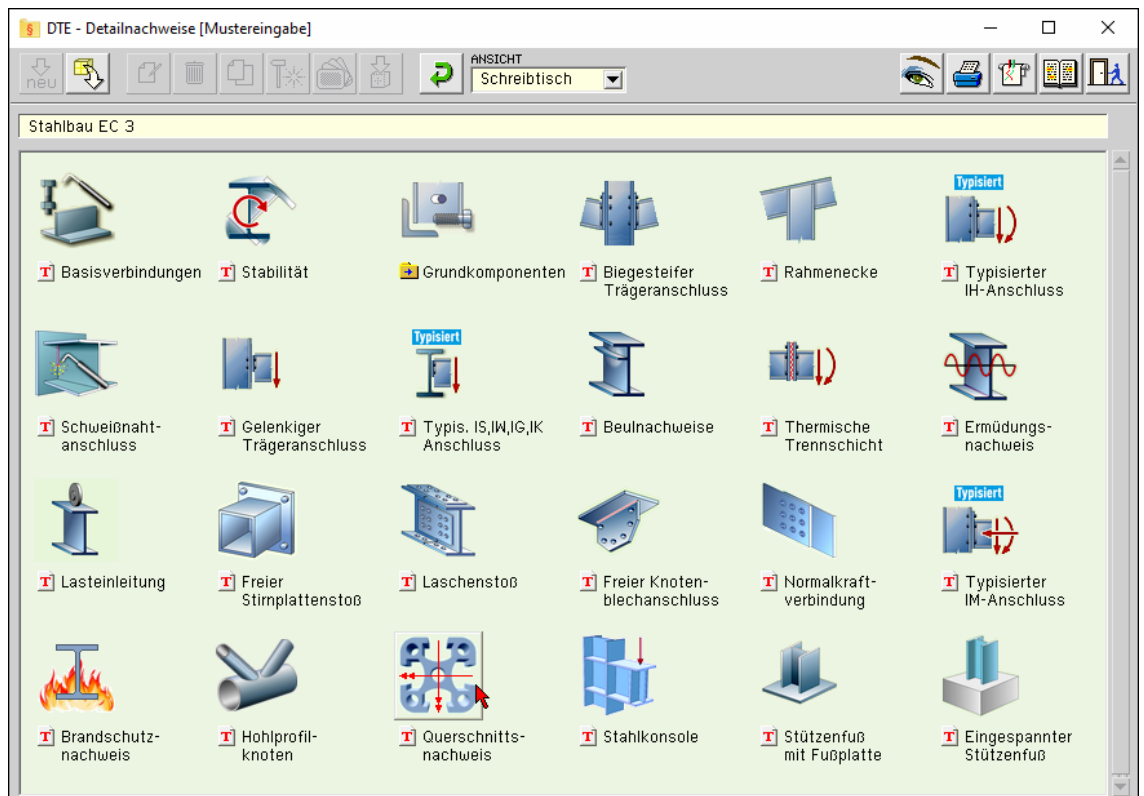 § DTE - Detailnachweise [Mustereingabe]
neu
ANSICHT
Schreibtisch
Stahlbau EC 3
Typisiert
T Basisverbindungen
T Stabilität
Grundkomponenten
T Biegesteifer
Trägeranschluss
T Rahmenecke
T Typisierter
IH-Anschluss
Typisiert
T Schweißnaht-
anschluss
T Gelenkiger
Trägeranschluss
T Typis. IS,IW,IG,IK
Anschluss
T Beulnachweise
T Thermische
Trennschicht
T Ermüdungs-
nachweis
Typisiert
T Lasteinleitung
T Freier
Stirnplattenstoß
T Laschenstoß
T Freier Knoten-
blechanschluss
T Normalkraft-
verbindung
T Typisierter
IM-Anschluss
T Brandschutz-
nachweis
T Hohlprofil-
knoten
T Querschnitts-
nachweis
T Stahlkonsole
T Stützenfuß
mit Fußplatte
T Eingespannter
Stützenfuß